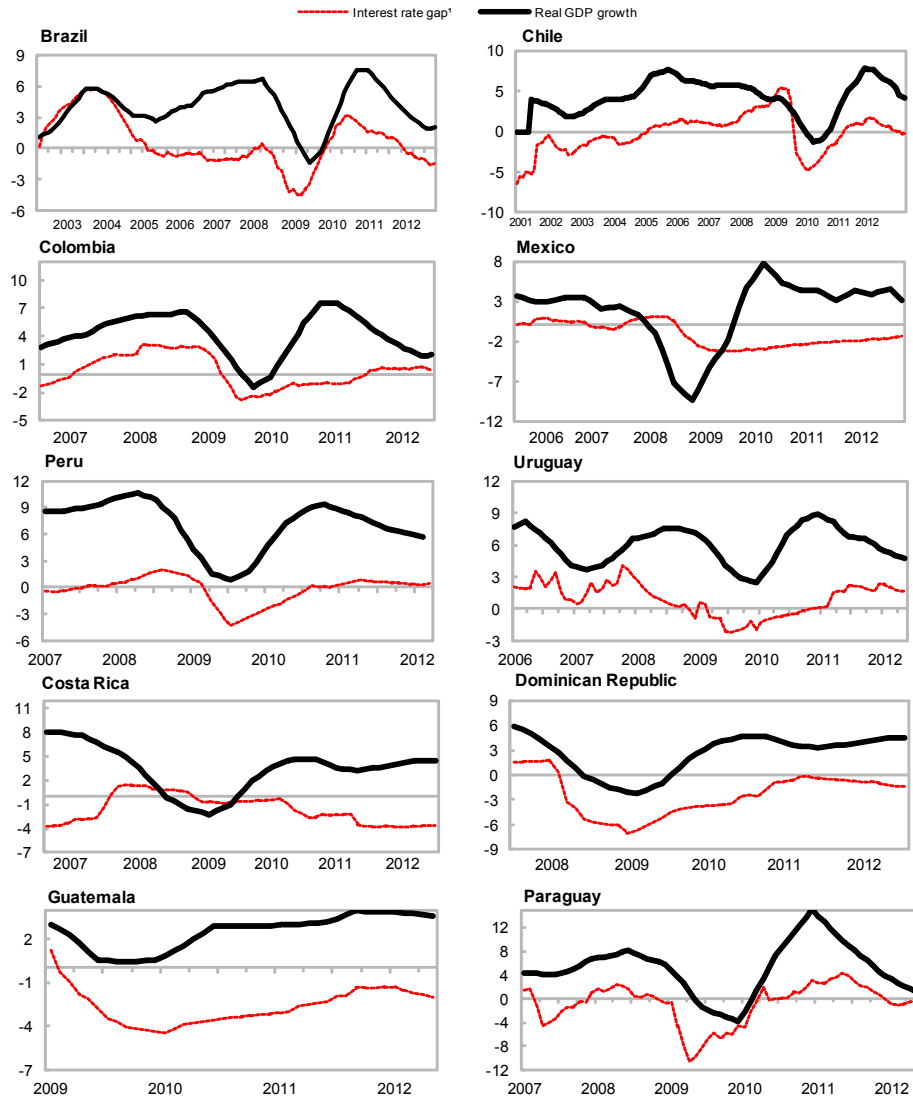 Interest rate gap¹ Real GDP growth
Brazil
9
6
3
0
-3
-6
2003 2004 2005 2006 2007 2008 2009 2010 2011 2012
Chile
10
5
0
-5
-10
2001 2002 2003 2004 2005 2006 2007 2008 2009 2010 2011 2012
Colombia
12
8
4
1
-2
-5
2007 2008 2009 2010 2011 2012
Mexico
8
3
-2
-7
-12
2006 2007 2008 2009 2010 2011 2012
Peru
12
9
6
3
0
-3
-6
2007 2008 2009 2010 2011 2012
Uruguay
12
9
6
3
0
-3
2006 2007 2008 2009 2010 2011 2012
Costa Rica
11
8
5
2
-1
-4
-7
2007 2008 2009 2010 2011 2012
Dominican Republic
9
6
3
0
-3
-6
-9
2008 2009 2010 2011 2012
Guatemala
2
-1
-4
-7
2009 2010 2011 2012
Paraguay
12
8
4
0
-4
-8
-12
2007 2008 2009 2010 2011 2012